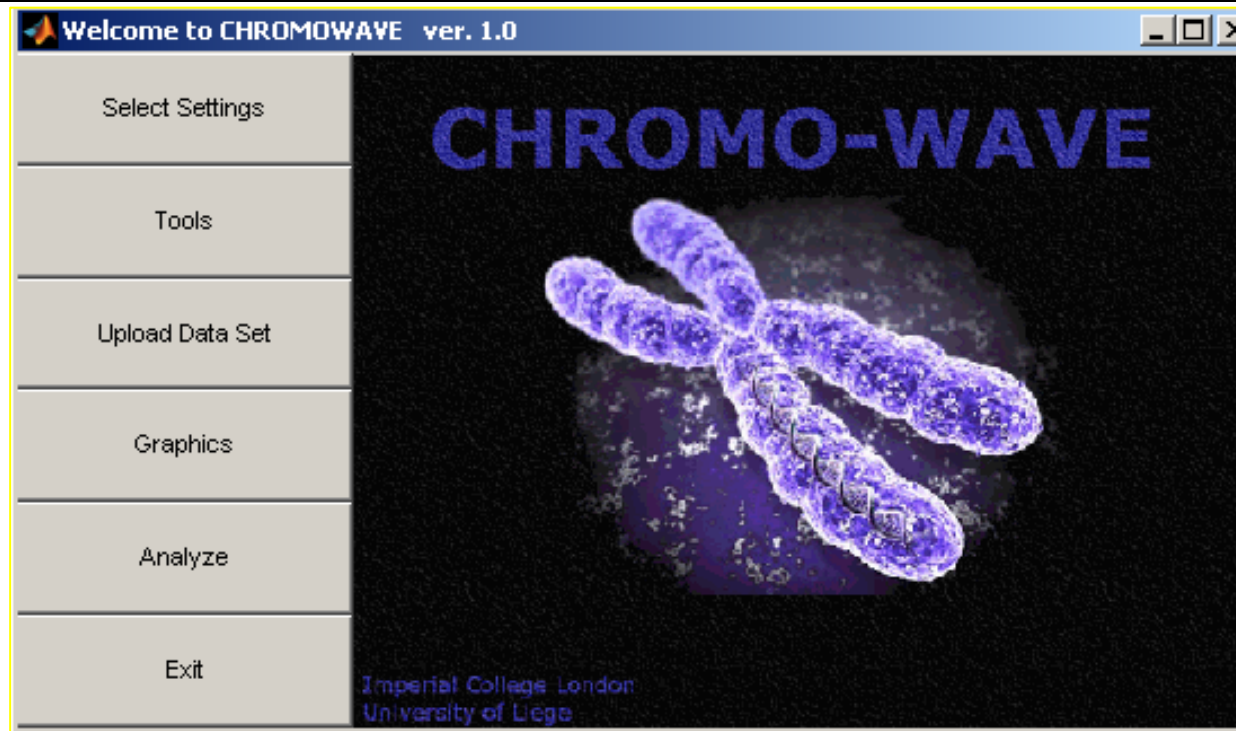 Welcome to CHROMOWAVE ver. 1.0
Select Settings
Tools
Upload Data Set
Graphics
Analyze
Exit
CHROMO-WAVE
Imperial College London
University of Liege